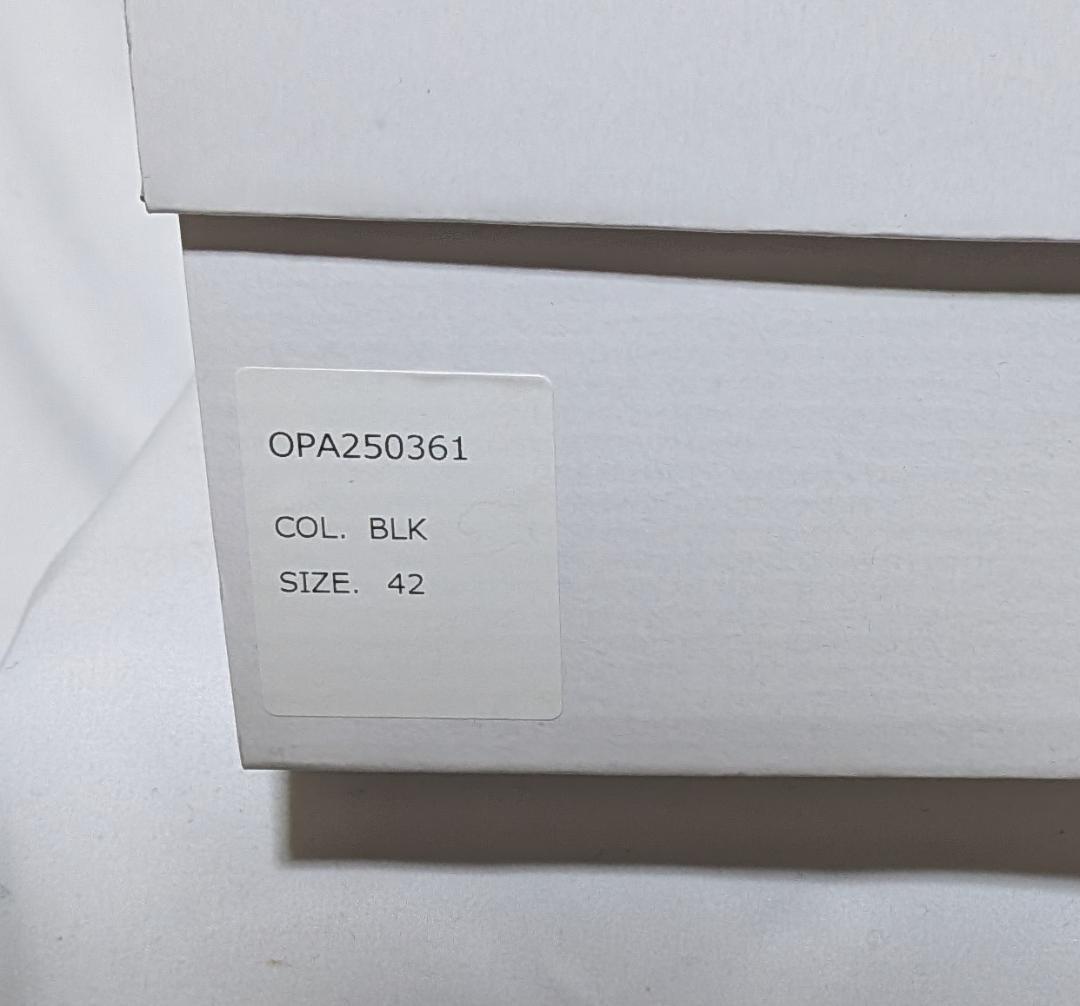 OPA250361
COL. BLK
SIZE. 42